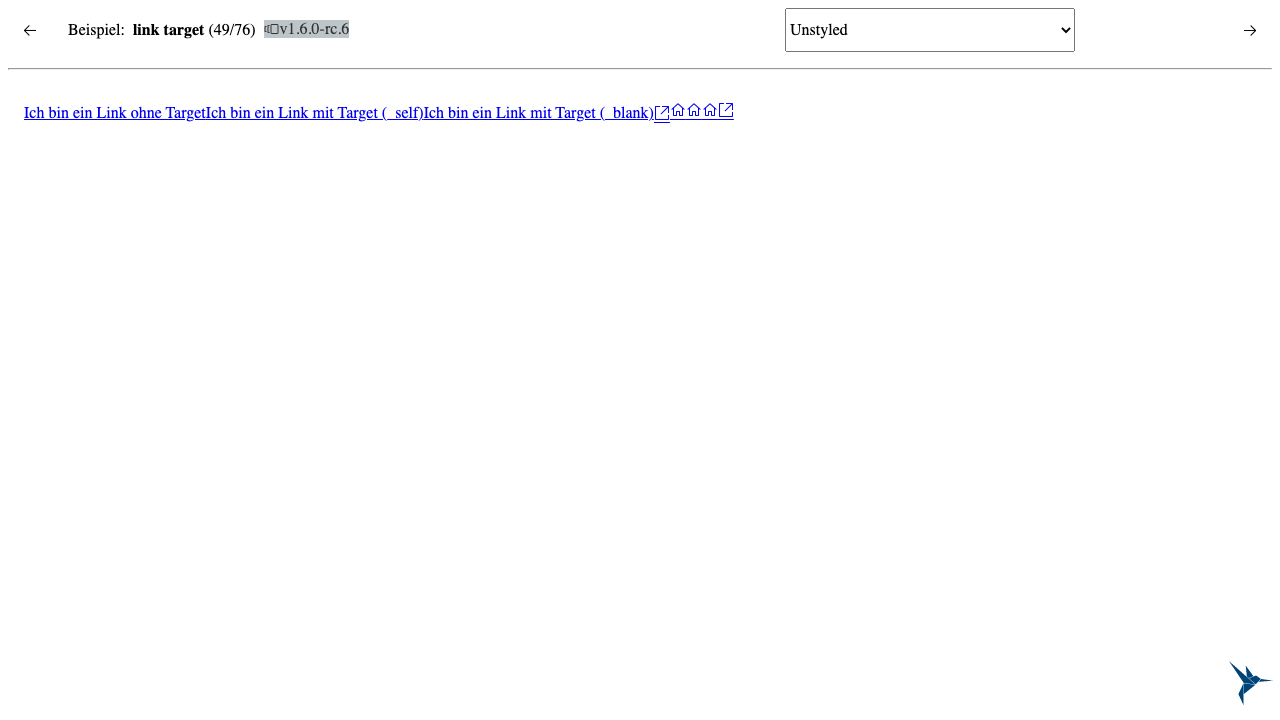 Beispiel: link target (49/76) v1.6.0-rc.6 Unstyled
Ich bin ein Link ohne TargetIch bin ein Link mit Target (_self)Ich bin ein Link mit Target (_blank)